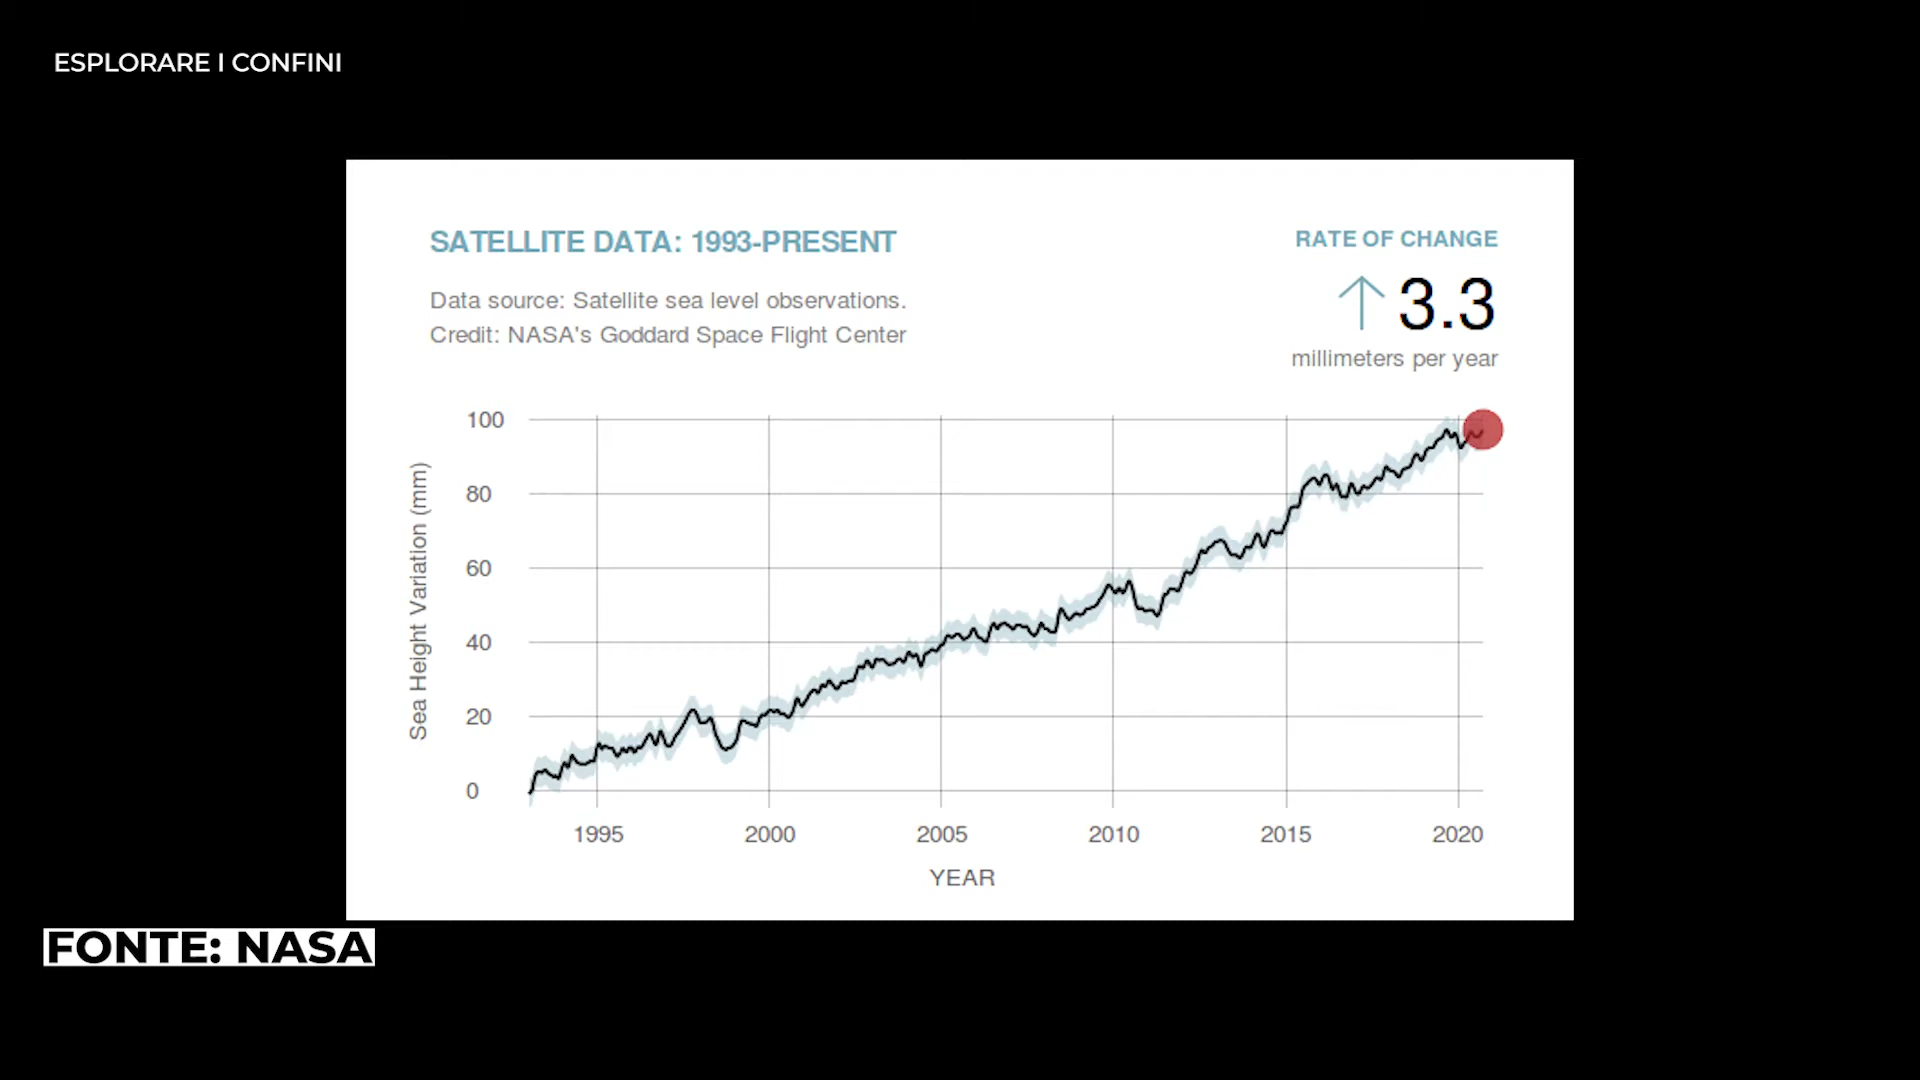 ESPLORARE I CONFINI
SATELLITE DATA: 1993-PRESENT
Data source: Satellite sea level observations.
Credit: NASA's Goddard Space Flight Center
RATE OF CHANGE
3.3
millimeters per year
Sea Height Variation (mm)
100
80
60
40
20
0
1995 2000 2005 2010 2015 2020
YEAR
FONTE: NASA